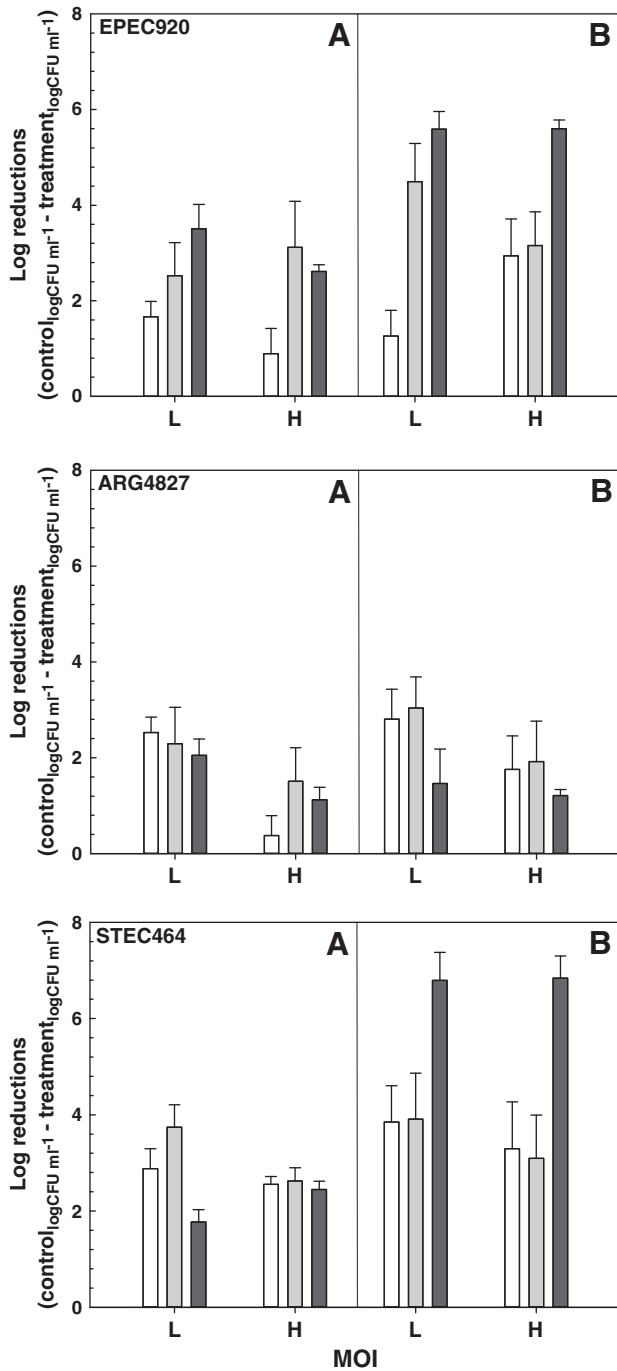 EPEC920
A
B
Log reductions
(control logCFU ml-1 - treatment logCFU ml-1)
8
6
4
2
0
L
H
L
H
ARG4827
A
B
Log reductions
(control logCFU ml-1 - treatment logCFU ml-1)
8
6
4
2
0
L
H
L
H
STEC464
A
B
Log reductions
(control logCFU ml-1 - treatment logCFU ml-1)
8
6
4
2
0
L
H
L
H
MOI